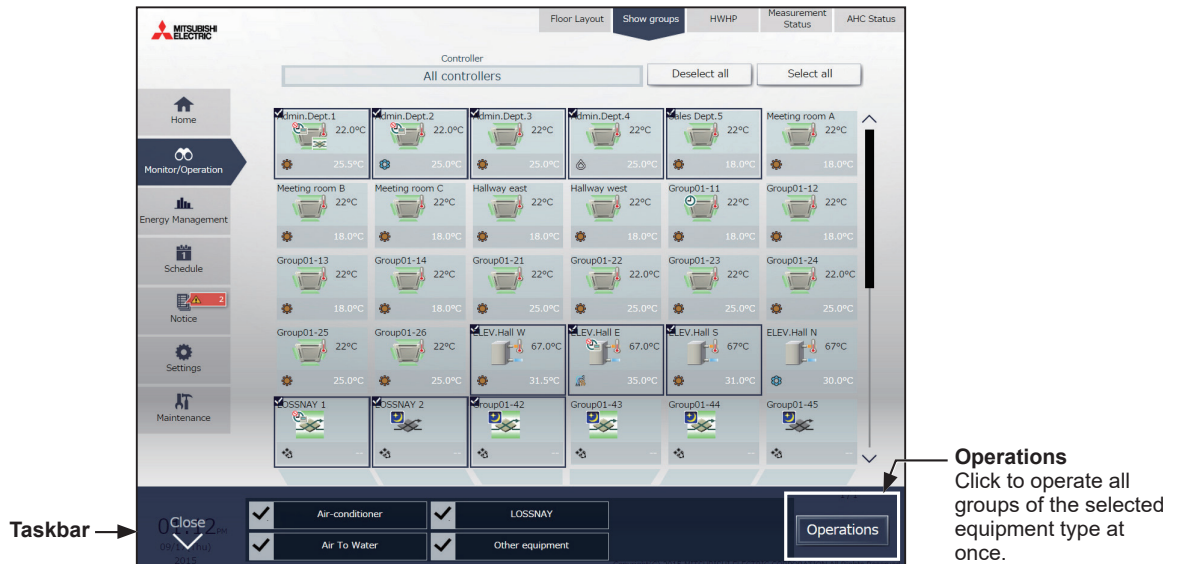 MITSUBISHI
ELECTRIC
Floor Layout
Show groups
HWHP
Measurement
Status
AHC Status
Controller
All controllers
Deselect all
Select all
Home
Monitor/Operation
Energy Management
1
Schedule
2
Notice
Settings
Maintenance
dmin.Dept.1
22.0°C
25.5°C
dmin.Dept.2
22.0°C
25.0°C
dmin.Dept.3
22°C
25.0°C
dmin.Dept.4
22°C
25.0°C
ales Dept.5
22°C
18.0°C
Meeting room A
22°C
18.0°C
Meeting room B
22°C
18.0°C
Meeting room C
22°C
18.0°C
Hallway east
22°C
18.0°C
Hallway west
22°C
18.0°C
Group01-11
22°C
18.0°C
Group01-12
22°C
18.0°C
Group01-13
22°C
18.0°C
Group01-14
22°C
18.0°C
Group01-21
22°C
25.0°C
Group01-22
22.0°C
25.0°C
Group01-23
22°C
25.0°C
Group01-24
22.0°C
25.0°C
Group01-25
22°C
25.0°C
Group01-26
22°C
25.0°C
ELEV.Hall W
67.0°C
31.5°C
ELEV.Hall E
67.0°C
35.0°C
ELEV.Hall S
67°C
31.0°C
ELEV.Hall N
67°C
30.0°C
LOSSNAY 1
--
LOSSNAY 2
--
roup01-42
--
Group01-43
--
Group01-44
--
Group01-45
--
1/1
Close
PM
2015
Air-conditioner
LOSSNAY
Air To Water
Other equipment
Operations
Taskbar
Operations
Click to operate all
groups of the selected
equipment type at
once.